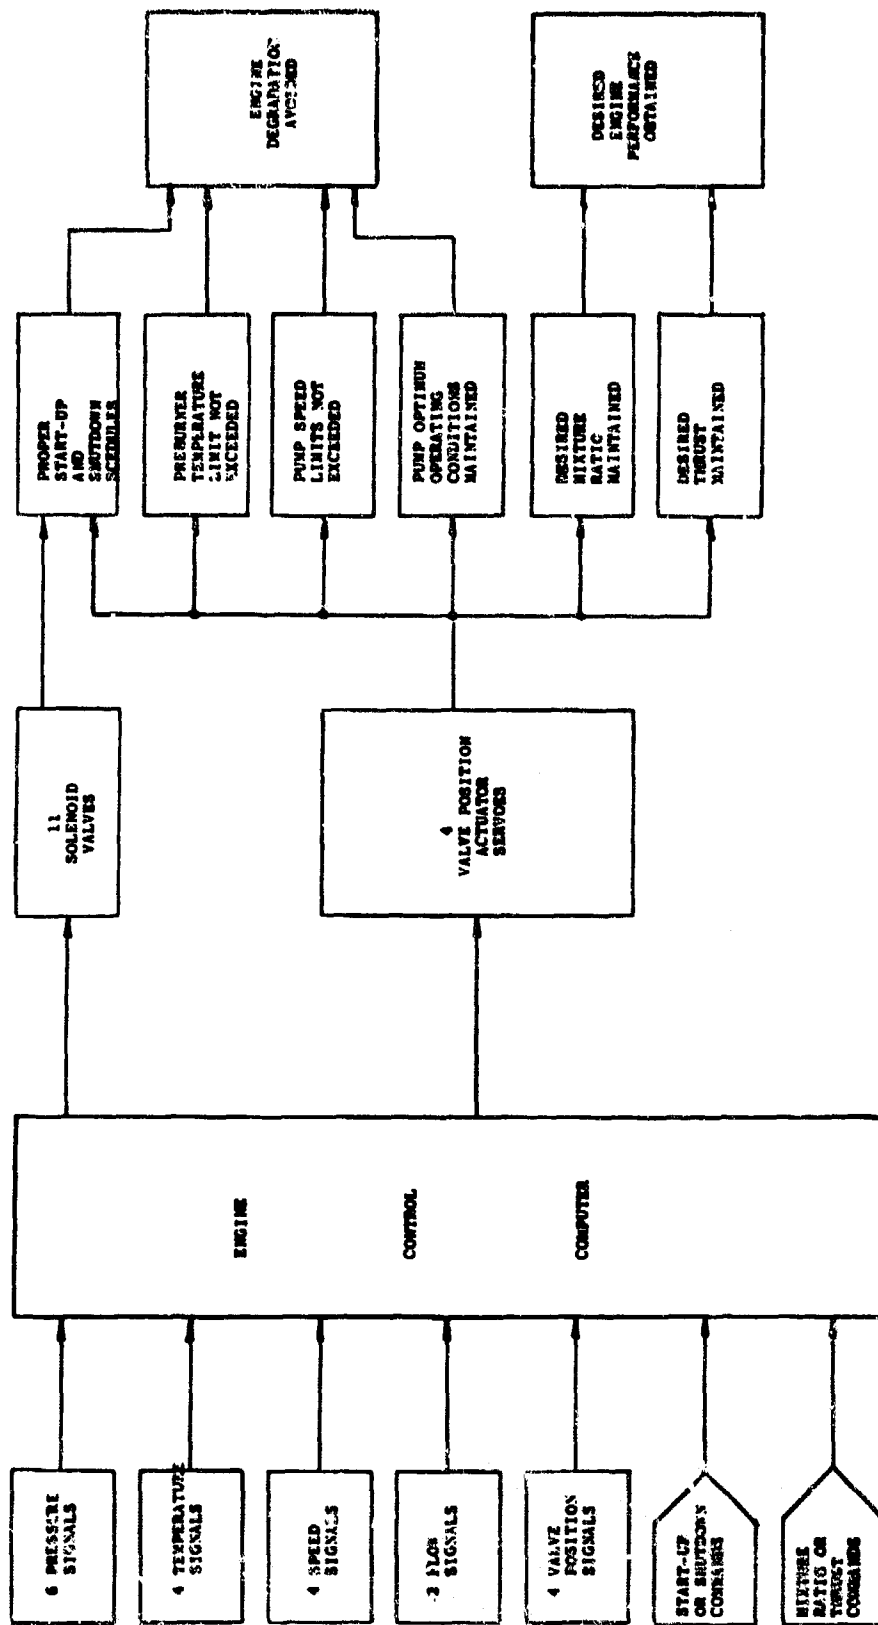 6 PRESSURE
SIGNALS
4 TEMPERATURE
SIGNALS
4 SPEED
SIGNALS
2 FLOW
SIGNALS
4 VALVE
POSITION
SIGNALS
START-UP
OR SHUTDOWN
COMMANDS
MIXTURE
RATIO OR
THRUST
COMMANDS
ENGINE
CONTROL
COMPUTER
11
SOLENOID
VALVES
4
VALVE POSITION
ACTUATOR
SERVOES
PROPER
START-UP
AND
SHUTDOWN
SCEDULER
PREBURNER
TEMPERATURE
LIMIT NOT
EXCEEDED
PUMP SPEED
LIMITS NOT
EXCEEDED
PUMP OPTIMUM
OPERATING
CONDITIONS
MAINTAINED
DESIRED
MIXTURE
RATIO
MAINTAINED
DESIRED
THRUST
MAINTAINED
ENGINE
DEGRADATION
AVOIDED
DESIRED
ENGINE
PERFORMANCE
OBTAINED